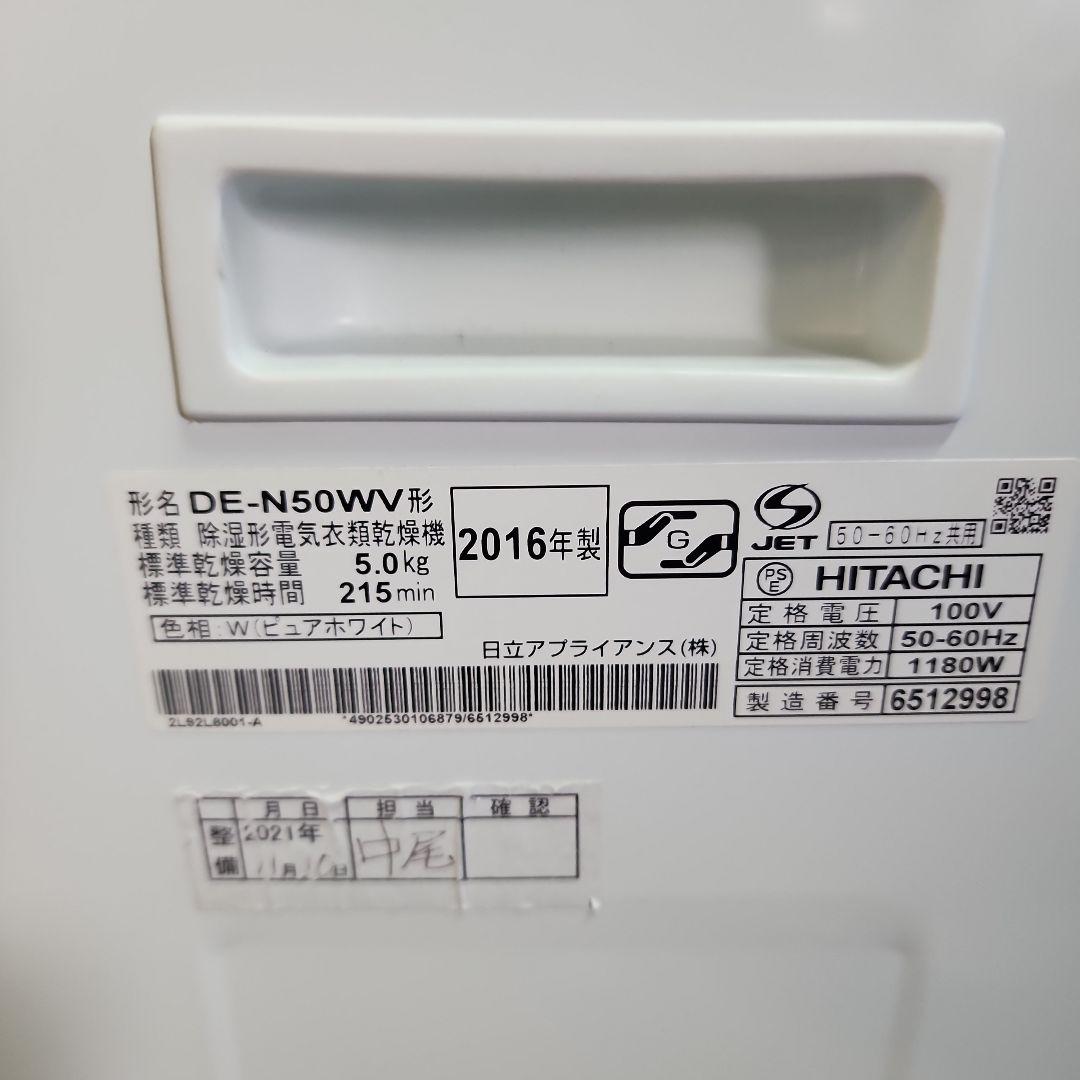 形名 DE-N50WV形
種類 除湿形電気衣類乾燥機
標準乾燥容量 5.0kg
標準乾燥時間 215min
色相:W(ピュアホワイト)
2016年製
G
JET
50-60Hz共用
PS
E
HITACHI
定格電圧 100V
定格周波数 50-60Hz
定格消費電力 1180W
製造番号 6512998
日立アプライアンス(株)
2L92L8001-A
*4902530106879/6512998*
月日 担当 確認
整備 2021年 中尾
11月 日